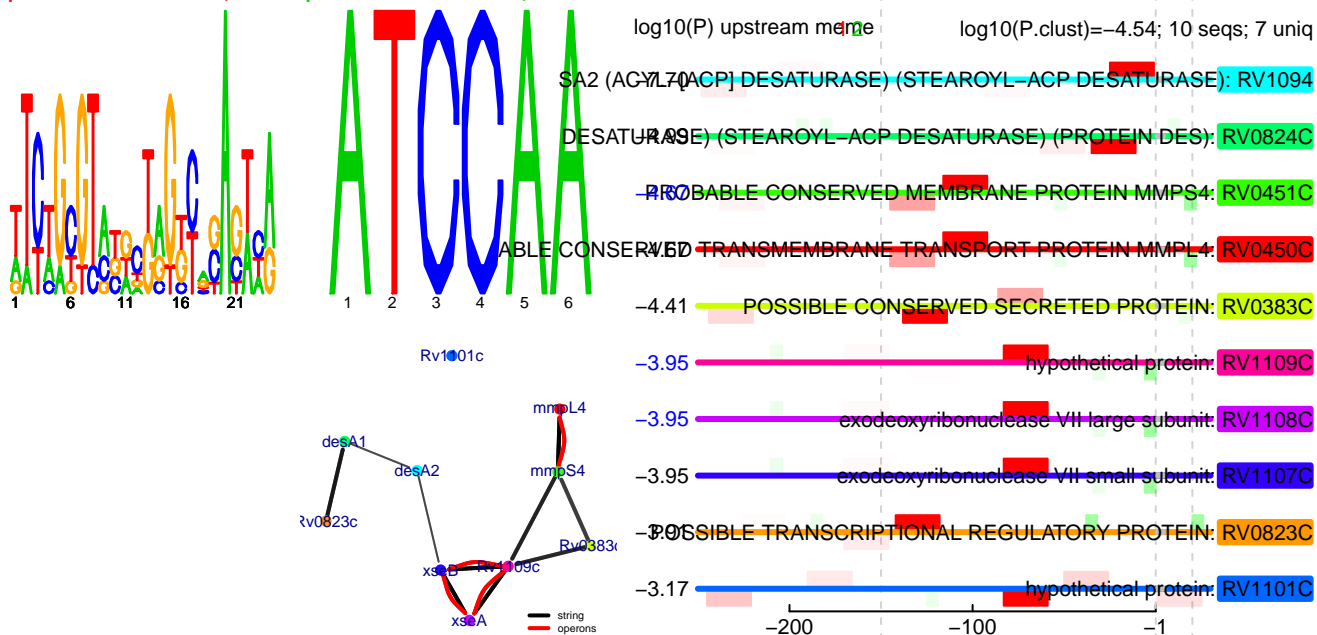 log10(P) upstream meme
log10(P.clust)=−4.54; 10 seqs; 7 uniq
ATCCAA
1 6 11 16 21
1 2 3 4 5 6
SA2 (ACYL−[ACP] DESATURASE) (STEAROYL−ACP DESATURASE): RV1094
−7.70
DESATURASE) (STEAROYL−ACP DESATURASE) (PROTEIN DES): RV0824C
−4.99
PROBABLE CONSERVED MEMBRANE PROTEIN MMPS4: RV0451C
−4.67
ABLE CONSERVED TRANSMEMBRANE TRANSPORT PROTEIN MMPL4: RV0450C
−4.67
−4.41 POSSIBLE CONSERVED SECRETED PROTEIN: RV0383C
−3.95 hypothetical protein: RV1109C
−3.95 exodeoxyribonuclease VII large subunit: RV1108C
−3.95 exodeoxyribonuclease VII small subunit: RV1107C
POSSIBLE TRANSCRIPTIONAL REGULATORY PROTEIN: RV0823C
−3.91
−3.17 hypothetical protein: RV1101C
−200 −100 −1
Rv1101c
mmpL4
desA1
desA2
mmpS4
Rv0823c
Rv0383c
xseB
Rv1109c
xseA
string
operons